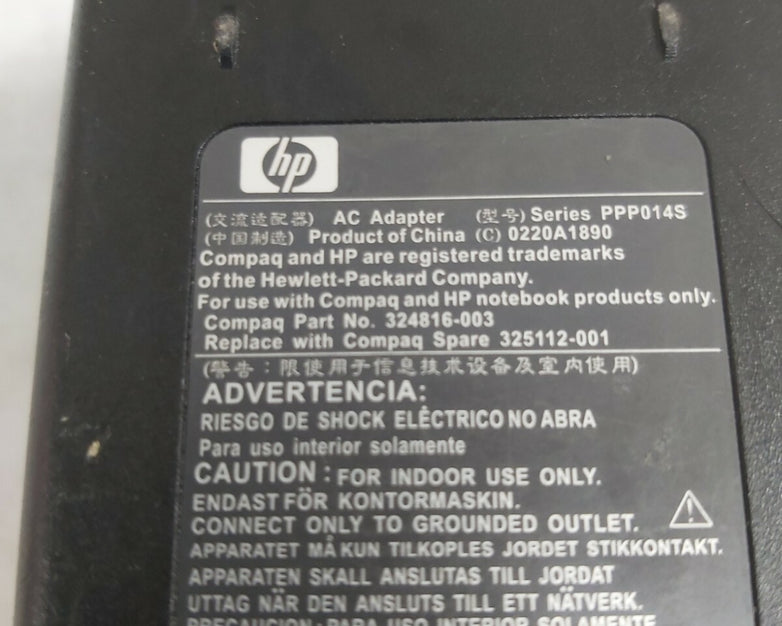 hp
(交流适配器) AC Adapter (型号) Series PPP014S
(中国制造) Product of China (C) 0220A1890
Compaq and HP are registered trademarks
of the Hewlett-Packard Company.
For use with Compaq and HP notebook products only.
Compaq Part No. 324816-003
Replace with Compaq Spare 325112-001
(警告：限使用于信息技术设备及室内使用)
ADVERTENCIA:
RIESGO DE SHOCK ELÉCTRICO NO ABRA
Para uso interior solamente
CAUTION : FOR INDOOR USE ONLY.
ENDAST FÖR KONTORMASKIN.
CONNECT ONLY TO GROUNDED OUTLET.
APPARATET MÅ KUN TILKOPLES JORDET STIKKONTAKT.
APPARATEN SKALL ANSLUTAS TILL JORDAT
UTTAG NÄR DEN ANSLUTS TILL ETT NÄTVERK.
PRECAUCION : PARA USO INTERIOR SOLAMENTE